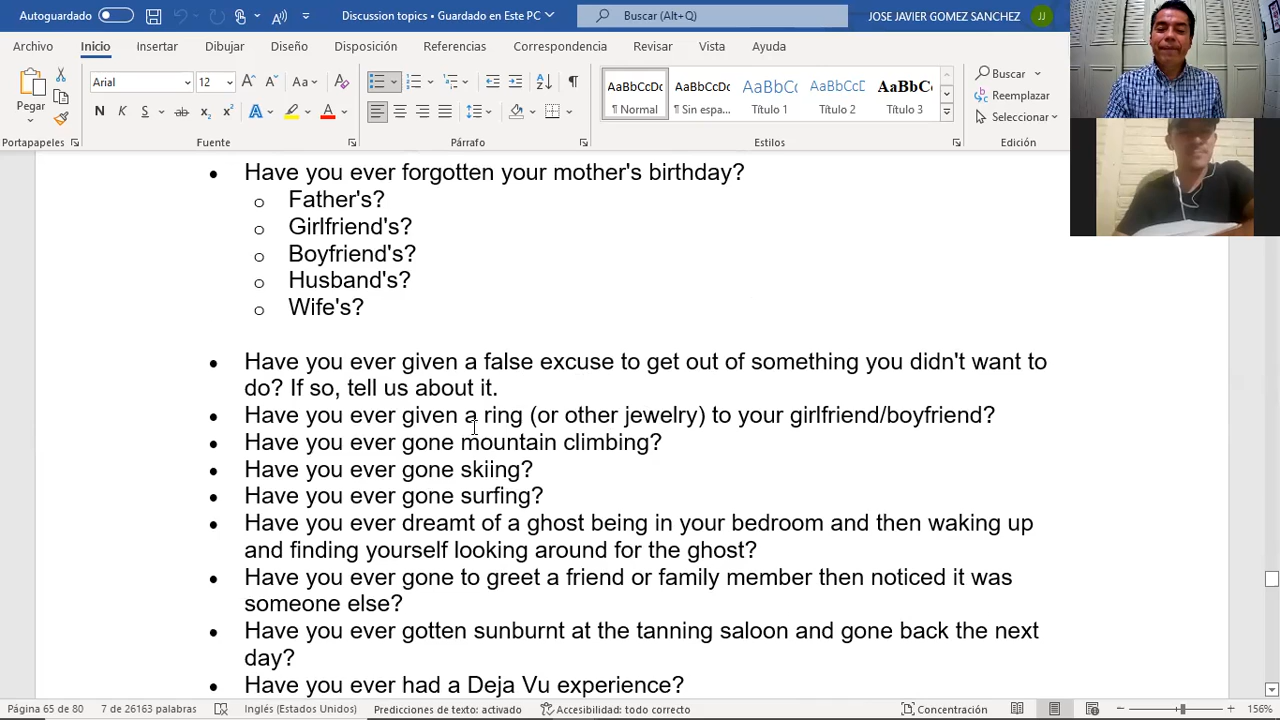 Autoguardado
Discussion topics • Guardado en Este PC
Buscar (Alt+Q)
JOSE JAVIER GOMEZ SANCHEZ
JJ
Archivo Inicio Insertar Dibujar Diseño Disposición Referencias Correspondencia Revisar Vista Ayuda
Pegar
Arial
12
N K S ab x₂ x²
AaBbCcDc AaBbCcDc AaBbCc AaBbCcD AaBbC
¶ Normal ¶ Sin espa... Título 1 Título 2 Título 3
Buscar
Reemplazar
Seleccionar
Portapapeles Fuente Párrafo Estilos Edición
• Have you ever forgotten your mother's birthday?
o Father's?
o Girlfriend's?
o Boyfriend's?
o Husband's?
o Wife's?
• Have you ever given a false excuse to get out of something you didn't want to
do? If so, tell us about it.
• Have you ever given a ring (or other jewelry) to your girlfriend/boyfriend?
• Have you ever gone mountain climbing?
• Have you ever gone skiing?
• Have you ever gone surfing?
• Have you ever dreamt of a ghost being in your bedroom and then waking up
and finding yourself looking around for the ghost?
• Have you ever gone to greet a friend or family member then noticed it was
someone else?
• Have you ever gotten sunburnt at the tanning saloon and gone back the next
day?
• Have you ever had a Deja Vu experience?
Página 65 de 80 7 de 26163 palabras Inglés (Estados Unidos) Predicciones de texto: activado Accesibilidad: todo correcto Concentración 156%